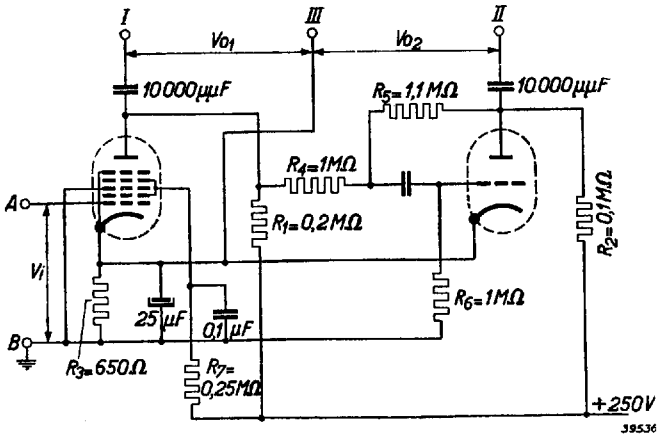 I III II
Vo1 Vo2
10000µµF 10000µµF
R5=1,1MΩ
R4=1MΩ
A
R1=0,2MΩ
R2=0,1MΩ
Vi
R6=1MΩ
25µF 0,1µF
B
R3=650Ω
R7=
0,25MΩ
+250V
39536